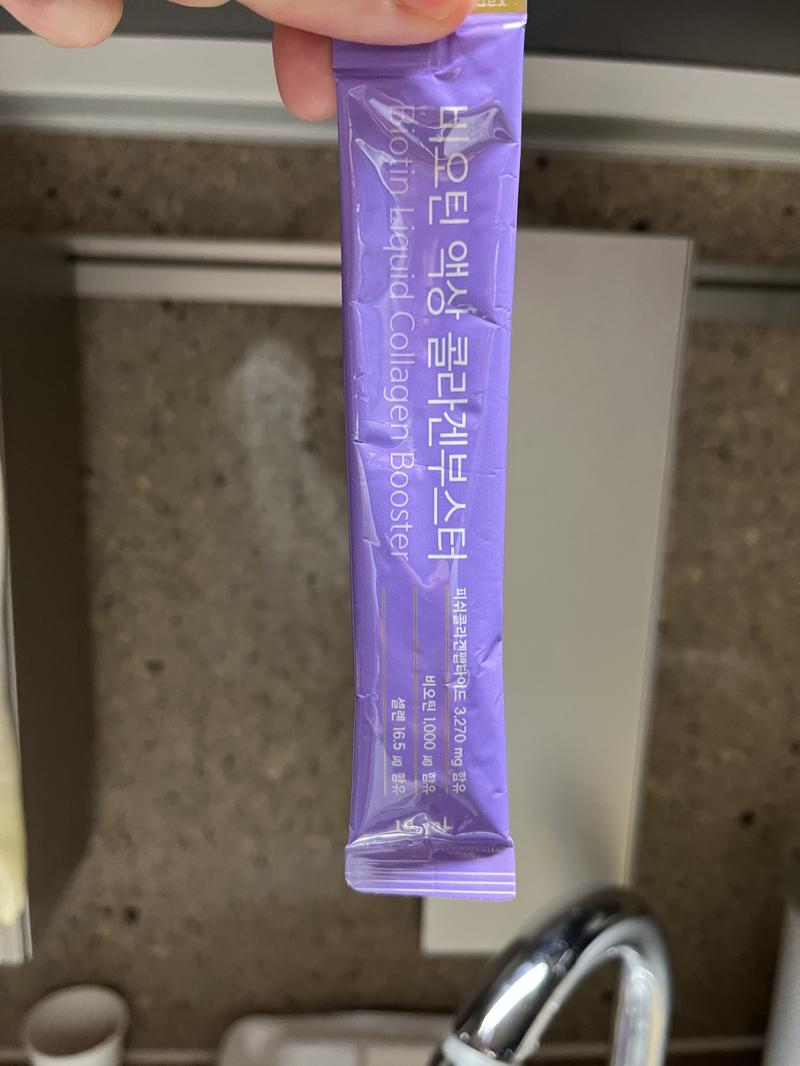 비오틴 액상 콜라겐부스터
Biotin Liquid Collagen Booster
피쉬콜라겐펩타이드 3,270 mg 함유
비오틴 1,000 ㎍ 함유
셀렌 16.5 ㎍ 함유